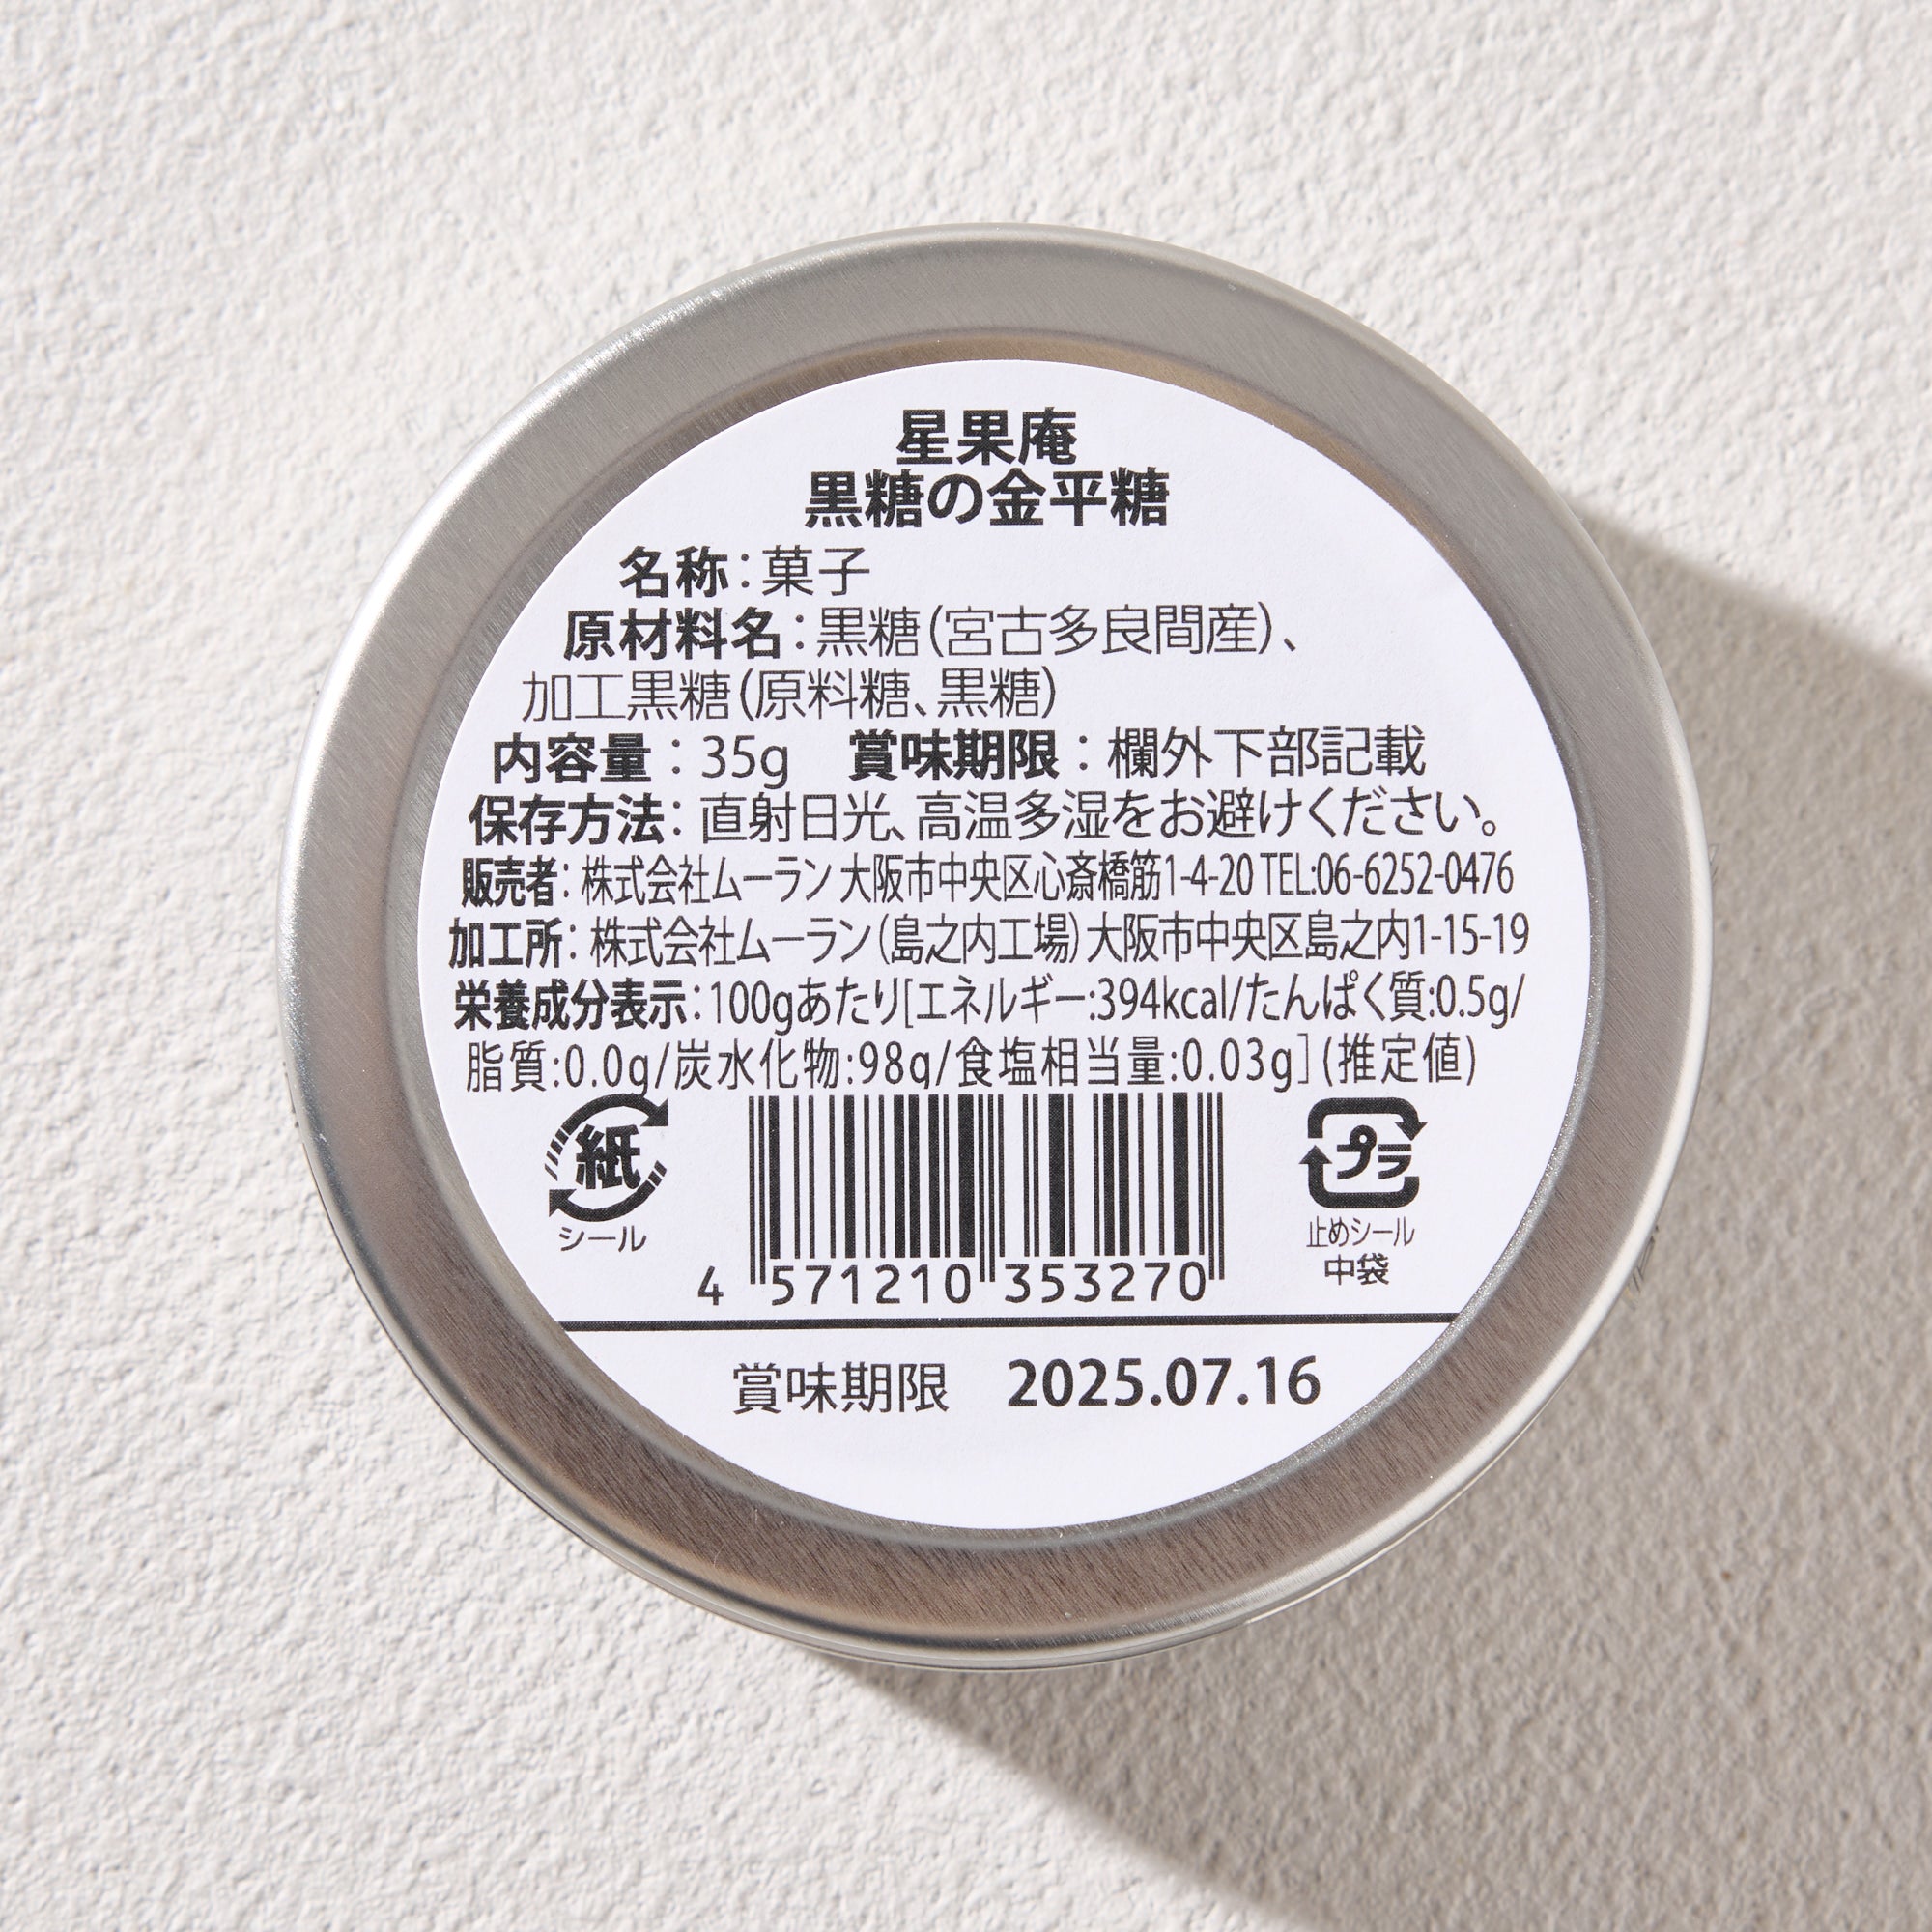 星果庵
黒糖の金平糖
名称：菓子
原材料名：黒糖（宮古多良間産）、
加工黒糖（原料糖、黒糖）
内容量：35g　賞味期限：欄外下部記載
保存方法：直射日光、高温多湿をお避けください。
販売者：株式会社ムーラン 大阪市中央区心斎橋筋1-4-20 TEL:06-6252-0476
加工所：株式会社ムーラン（島之内工場）大阪市中央区島之内1-15-19
栄養成分表示：100gあたり[エネルギー:394kcal/たんぱく質:0.5g/
脂質:0.0g/炭水化物:98g/食塩相当量:0.03g］(推定値)
紙
シール
4 571210 353270
プラ
止めシール
中袋
賞味期限　2025.07.16